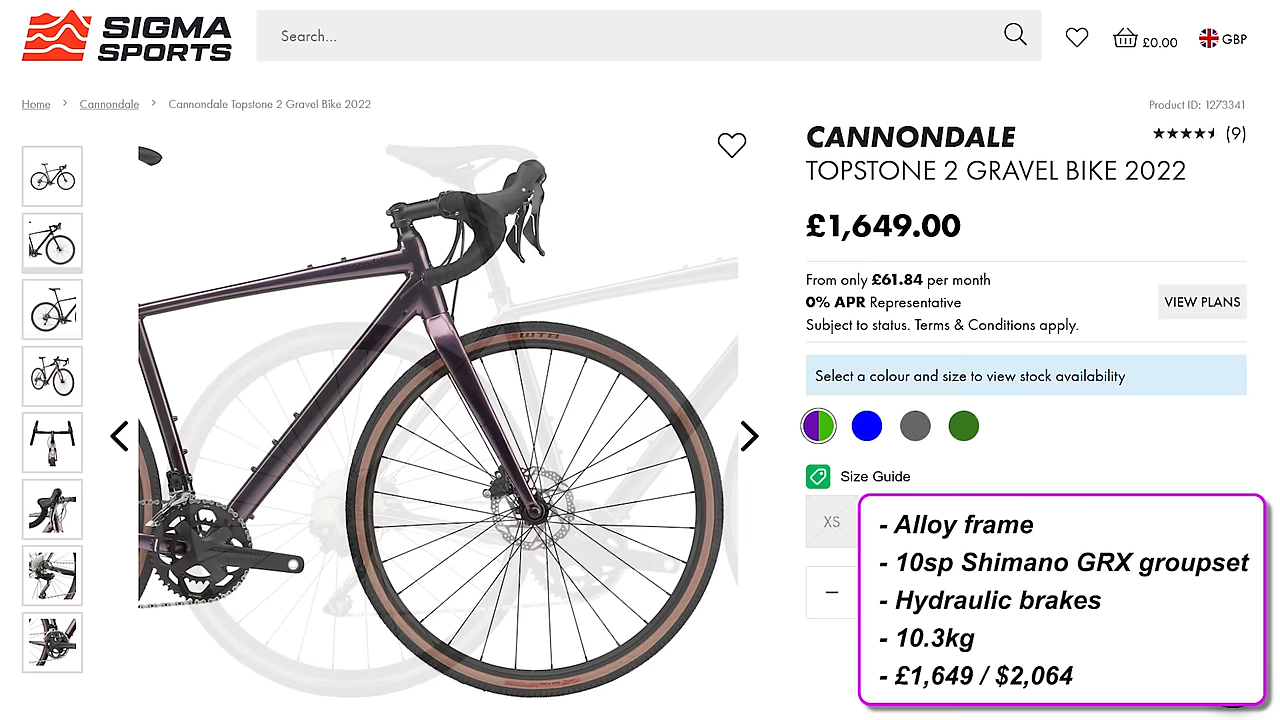 SIGMA
SPORTS
Search...
£0.00
GBP
Home > Cannondale > Cannondale Topstone 2 Gravel Bike 2022
Product ID: 1273341
CANNONDALE
(9)
TOPSTONE 2 GRAVEL BIKE 2022
£1,649.00
From only £61.84 per month
0% APR Representative
VIEW PLANS
Subject to status. Terms & Conditions apply.
Select a colour and size to view stock availability
Size Guide
XS
- Alloy frame
- 10sp Shimano GRX groupset
- Hydraulic brakes
- 10.3kg
- £1,649 / $2,064
WTB